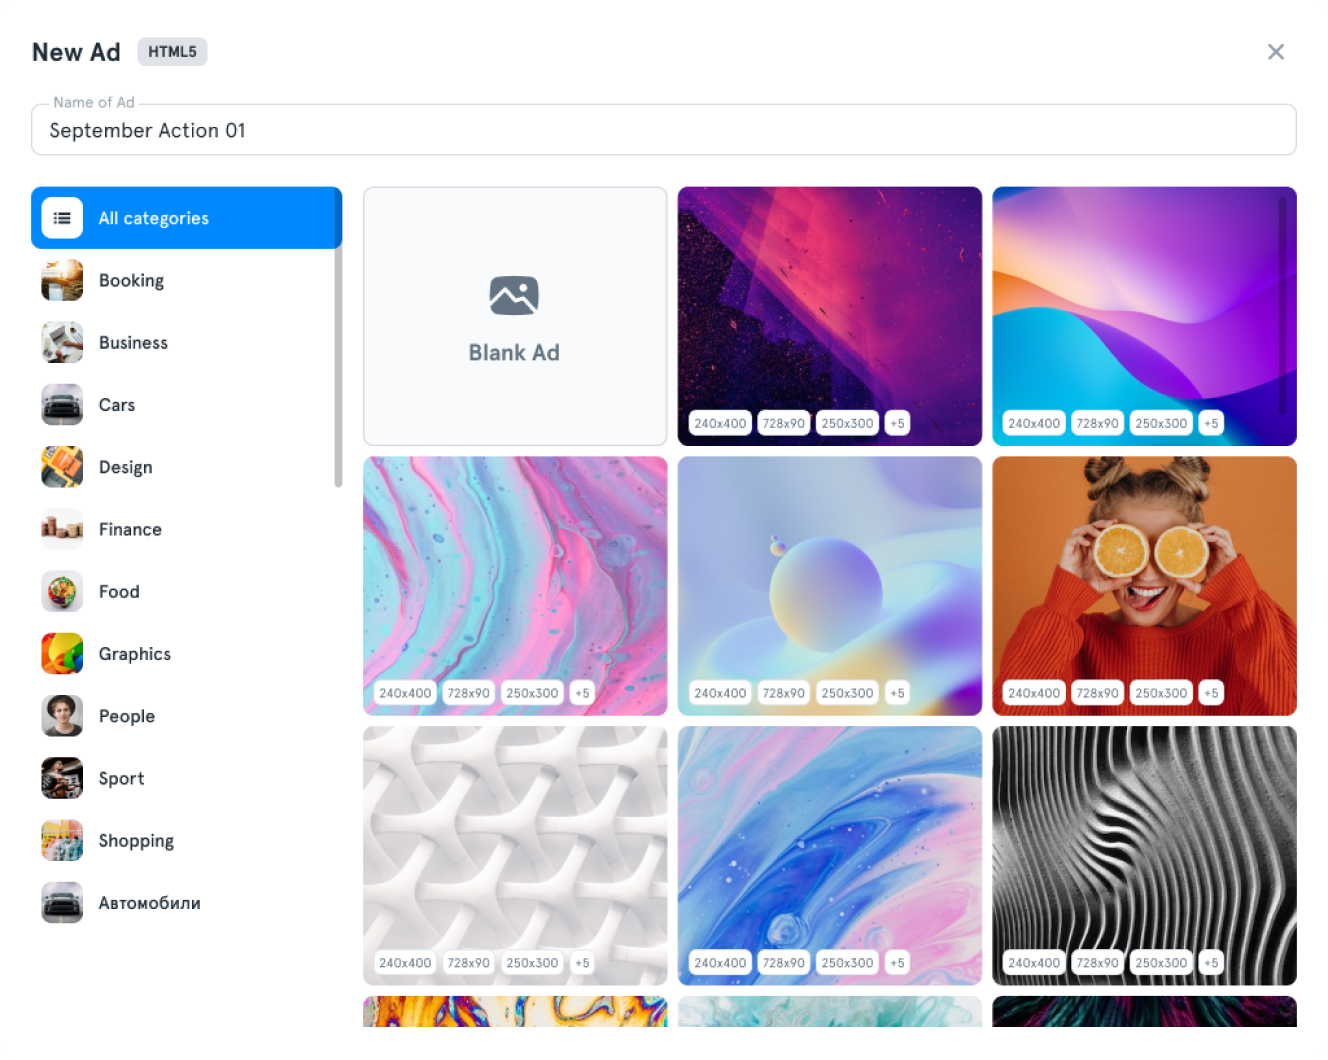 New Ad HTML5
Name of Ad
September Action 01
All categories
Booking
Business
Cars
Design
Finance
Food
Graphics
People
Sport
Shopping
Автомобили
Blank Ad
240x400 728x90 250x300 +5
240x400 728x90 250x300 +5
240x400 728x90 250x300 +5
240x400 728x90 250x300 +5
240x400 728x90 250x300 +5
240x400 728x90 250x300 +5
240x400 728x90 250x300 +5
240x400 728x90 250x300 +5